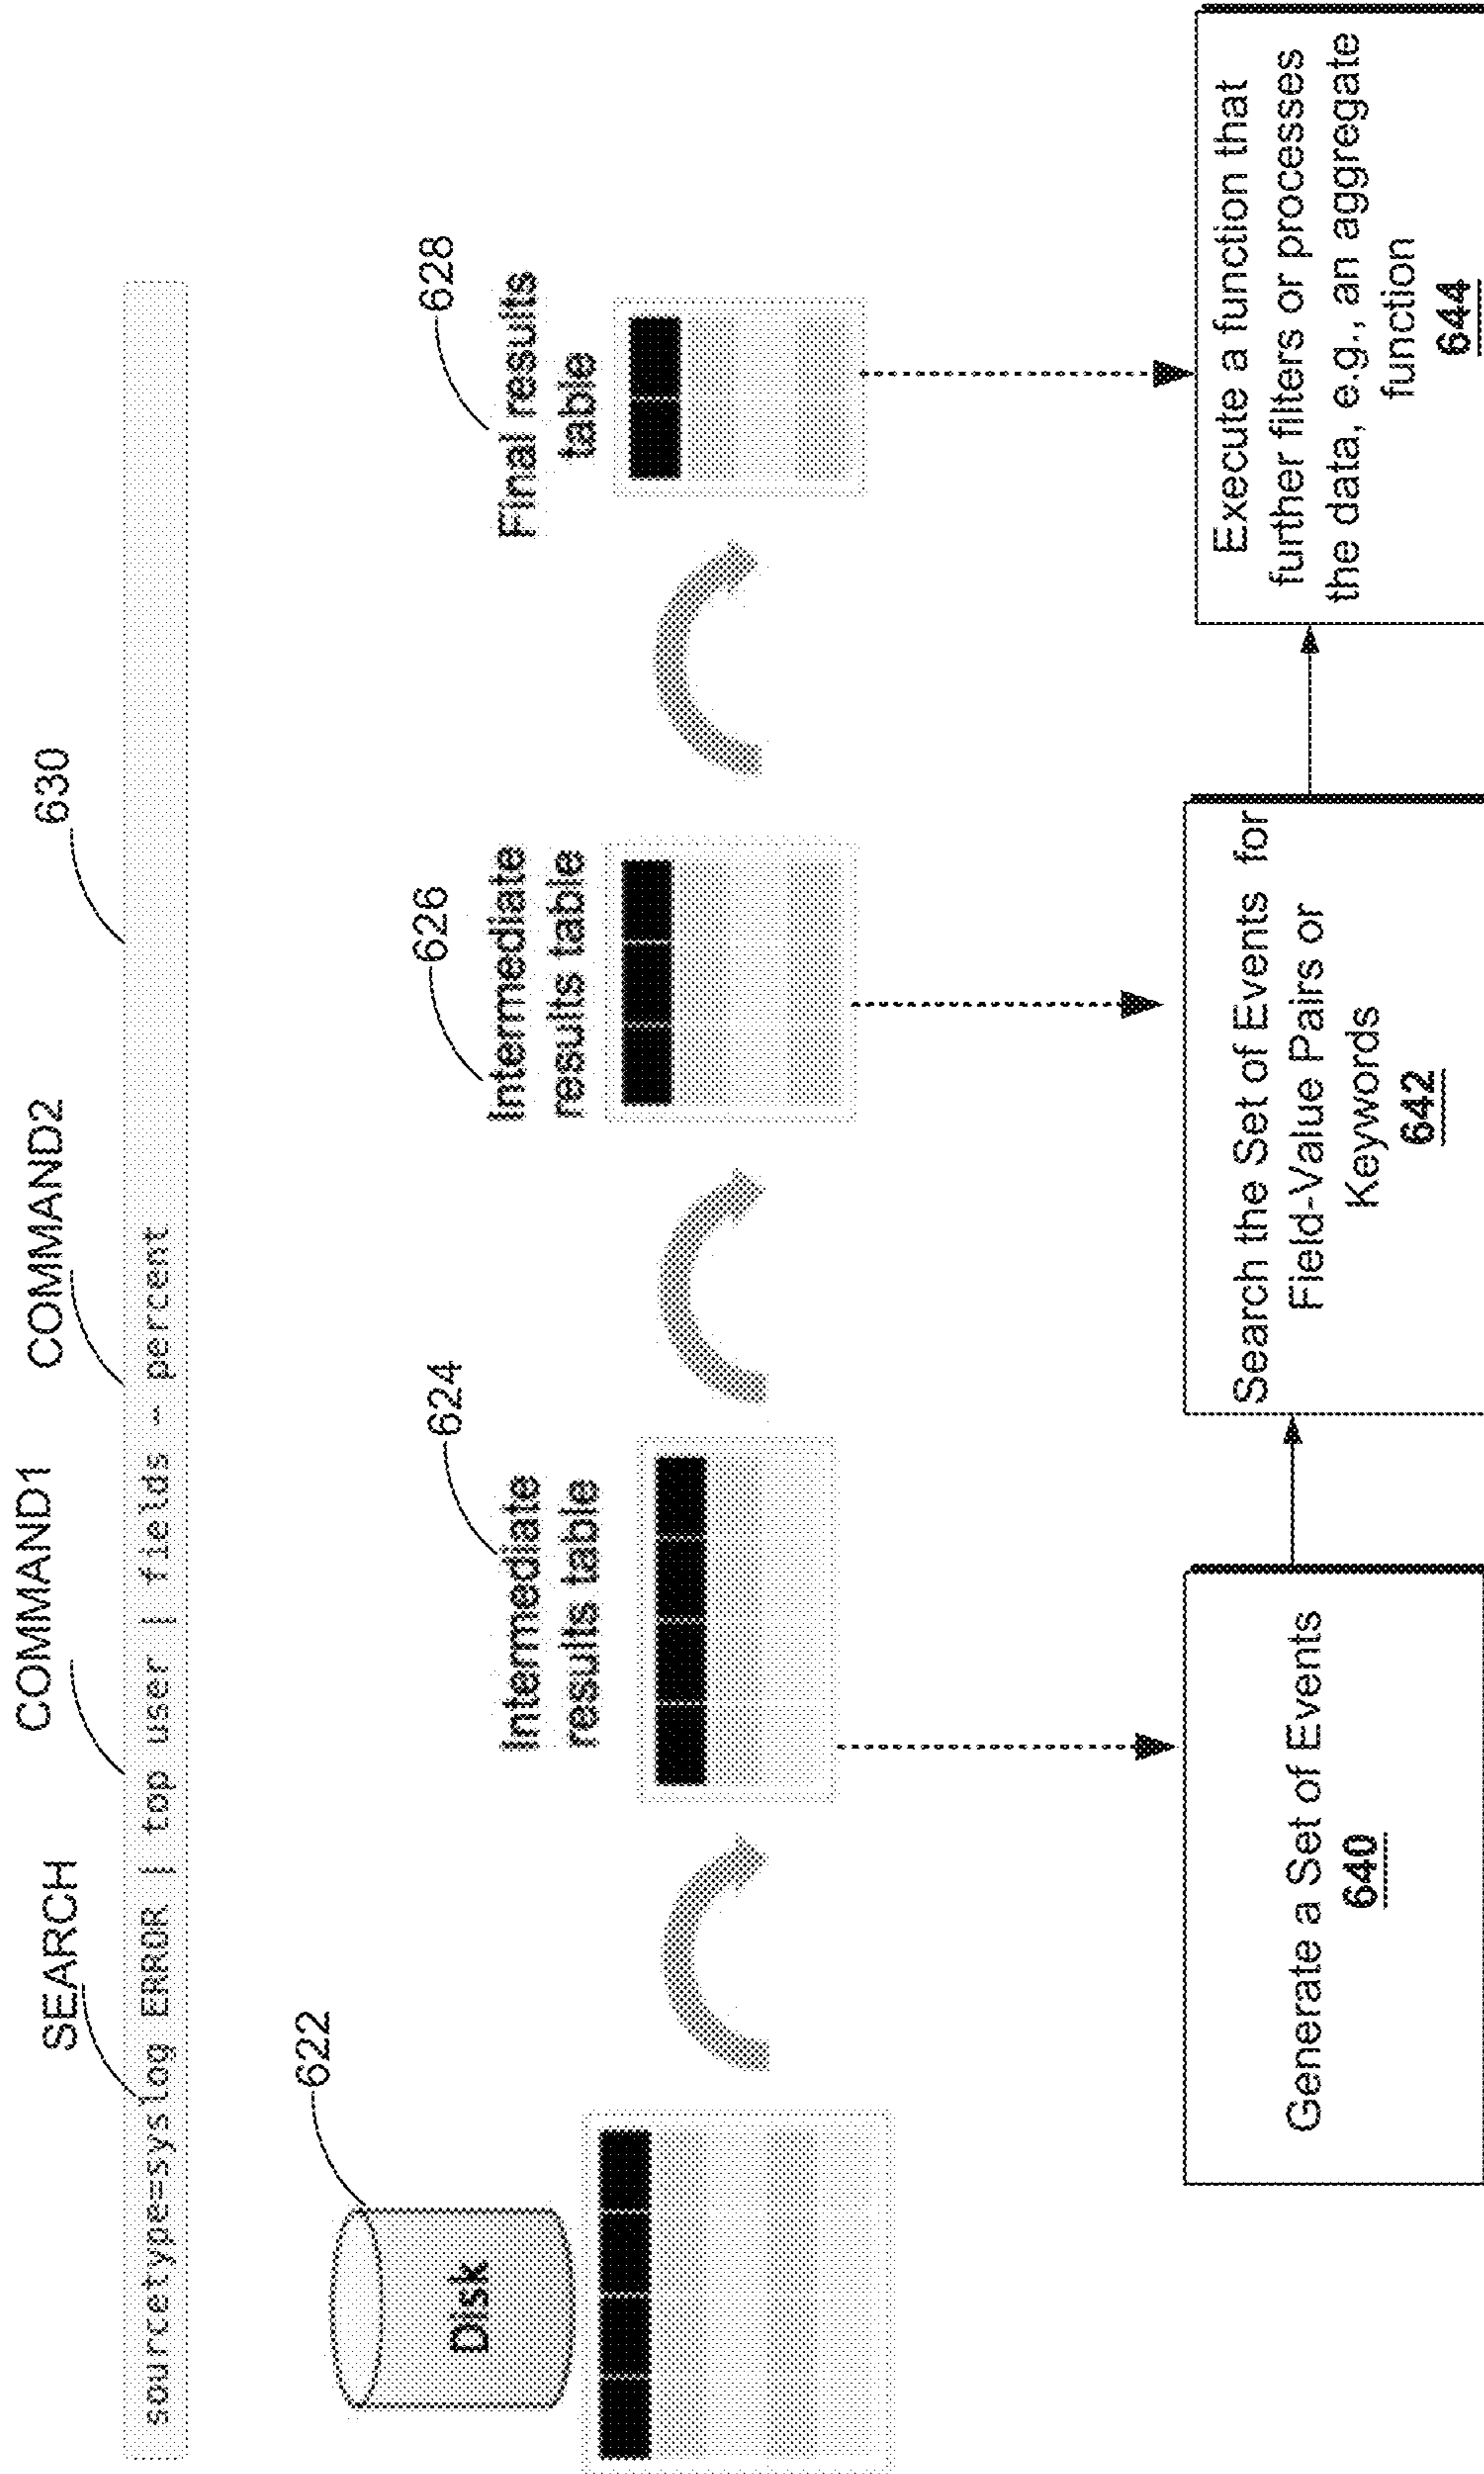 SEARCH
COMMAND1
COMMAND2
630
sourcetype=syslog ERROR | top user | fields – percent
622
Disk
624
Intermediate
results table
626
Intermediate
results table
628
Final results
table
Generate a Set of Events
640
Search the Set of Events for
Field-Value Pairs or
Keywords
642
Execute a function that
further filters or processes
the data, e.g., an aggregate
function
644